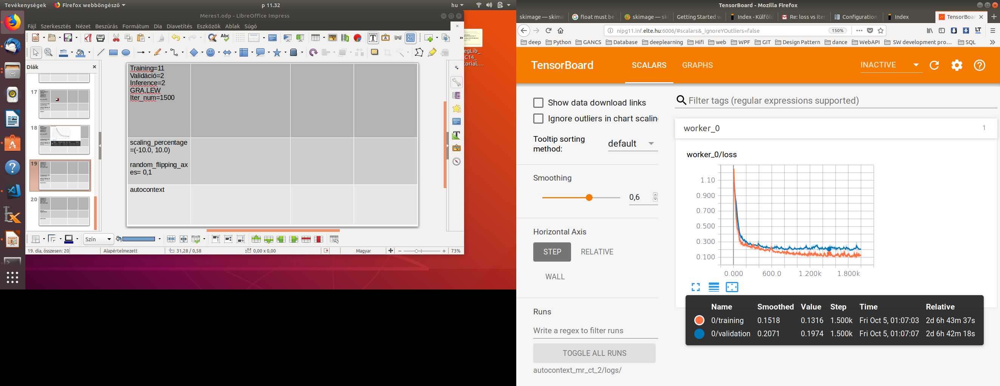 Tevékenységek
Firefox webböngésző
p 11.32
hu
Meres1.odp - LibreOffice Impress
Fájl Szerkesztés Nézet Beszúrás Formátum Dia Diavetítés Eszközök Ablak Súgó
Diák
17
18
19
20
Training=11
Validáció=2
Inference=2
GRA,LEW
Iter_num=1500
scaling_percentage
=(-10.0, 10.0)
random_flipping_ax
es= 0,1
autocontext
Szín
19. dia, összesen: 20
Alapértelmezett
31,28 / 0,58
0,00 x 0,00
Magyar
73%
egLib_
C14_
torial....
TensorBoard - Mozilla Firefox
skimage — skima
float must be
skimage — sk
Getting Started w
Index - Külföld
Re: loss vs iter
Configuration
Index
TensorBoar
nipg11.inf.elte.hu:6006/#scalars&_ignoreYOutliers=false
150%
deep Python GANCS Database deeplearning Hifi web WPF GIT Design Pattern dance WebAPI SW development pro... SQL
TensorBoard
SCALARS
GRAPHS
INACTIVE
Show data download links
Ignore outliers in chart scalin
Tooltip sorting
method:
default
Smoothing
0,6
Horizontal Axis
STEP
RELATIVE
WALL
Runs
Write a regex to filter runs
TOGGLE ALL RUNS
autocontext_mr_ct_2/logs/
Filter tags (regular expressions supported)
worker_0
1
worker_0/loss
1.10
0.900
0.700
0.500
0.300
0.100
0.000 600.0 1.200k 1.800k
Name Smoothed Value Step Time Relative
0/training 0.1518 0.1316 1.500k Fri Oct 5, 01:07:03 2d 6h 43m 37s
0/validation 0.2071 0.1974 1.500k Fri Oct 5, 01:07:07 2d 6h 42m 18s